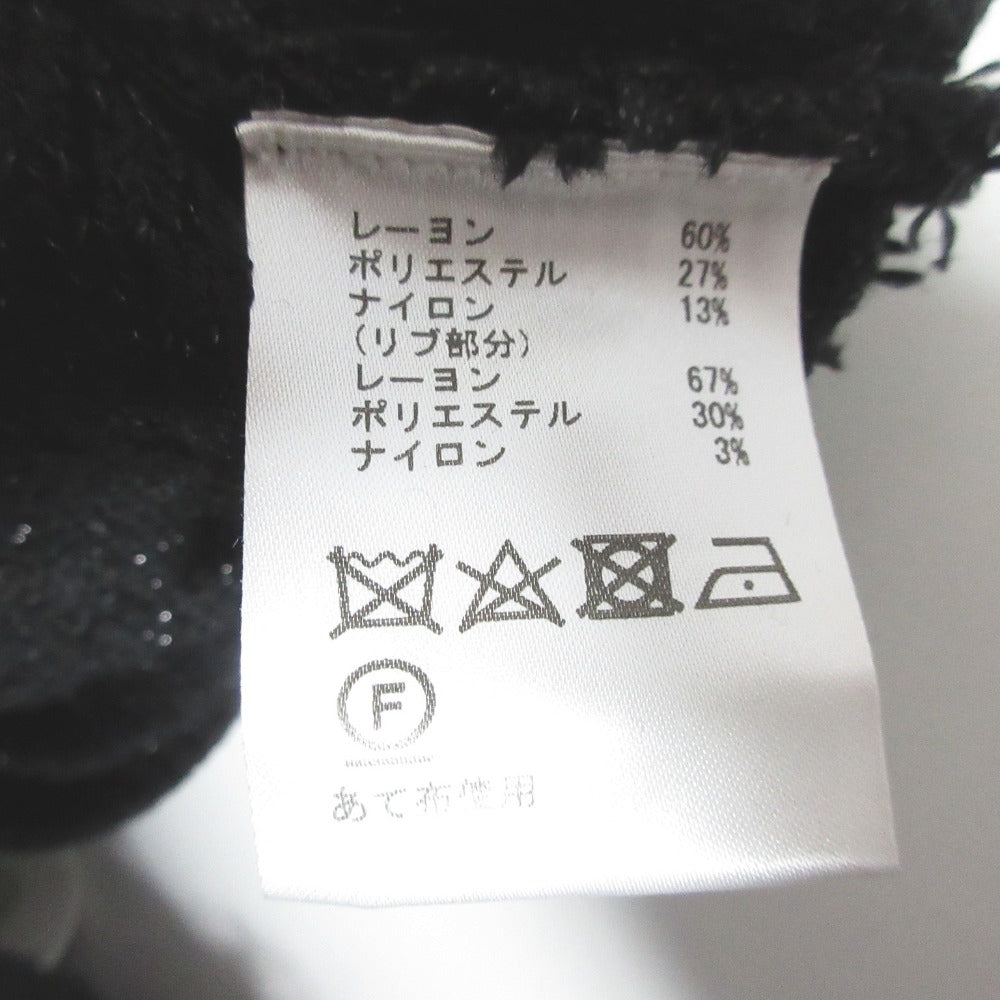 レーヨン 60%
ポリエステル 27%
ナイロン 13%
(リブ部分)
レーヨン 67%
ポリエステル 30%
ナイロン 3%
F
あて布使用